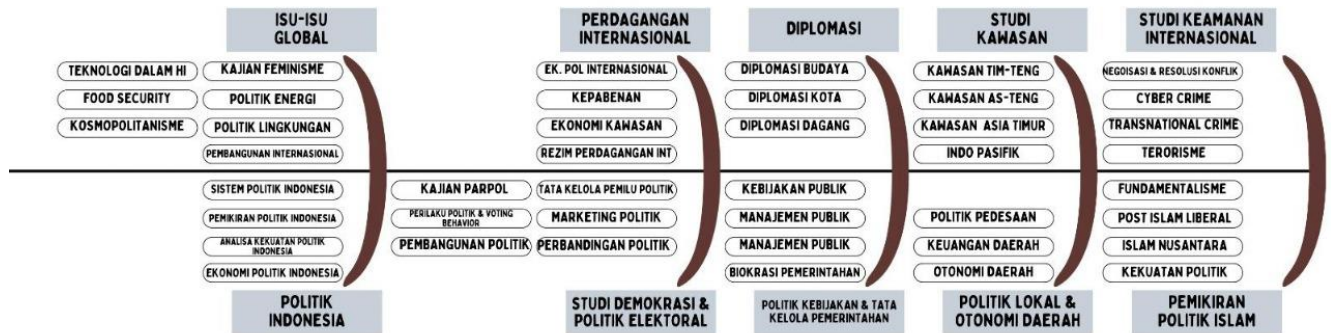 ISU-ISU
GLOBAL
PERDAGANGAN
INTERNASIONAL
DIPLOMASI
STUDI
KAWASAN
STUDI KEAMANAN
INTERNASIONAL
TEKNOLOGI DALAM HI
KAJIAN FEMINISME
EK. POL INTERNASIONAL
DIPLOMASI BUDAYA
KAWASAN TIM-TENG
NEGOISASI & RESOLUSI KONFLIK
FOOD SECURITY
POLITIK ENERGI
KEPABENAN
DIPLOMASI KOTA
KAWASAN AS-TENG
CYBER CRIME
KOSMOPOLITANISME
POLITIK LINGKUNGAN
EKONOMI KAWASAN
DIPLOMASI DAGANG
KAWASAN ASIA TIMUR
TRANSNATIONAL CRIME
PEMBANGUNAN INTERNASIONAL
REZIM PERDAGANGAN INT
INDO PASIFIK
TERORISME
SISTEM POLITIK INDONESIA
KAJIAN PARPOL
TATA KELOLA PEMILU POLITIK
KEBIJAKAN PUBLIK
FUNDAMENTALISME
PEMIKIRAN POLITIK INDONESIA
PERILAKU POLITIK & VOTING
BEHAVIOR
MARKETING POLITIK
MANAJEMEN PUBLIK
POLITIK PEDESAAN
POST ISLAM LIBERAL
ANALISA KEKUATAN POLITIK
INDONESIA
PEMBANGUNAN POLITIK
PERBANDINGAN POLITIK
MANAJEMEN PUBLIK
KEUANGAN DAERAH
ISLAM NUSANTARA
EKONOMI POLITIK INDONESIA
BIOKRASI PEMERINTAHAN
OTONOMI DAERAH
KEKUATAN POLITIK
POLITIK
INDONESIA
STUDI DEMOKRASI &
POLITIK ELEKTORAL
POLITIK KEBIJAKAN & TATA
KELOLA PEMERINTAHAN
POLITIK LOKAL &
OTONOMI DAERAH
PEMIKIRAN
POLITIK ISLAM